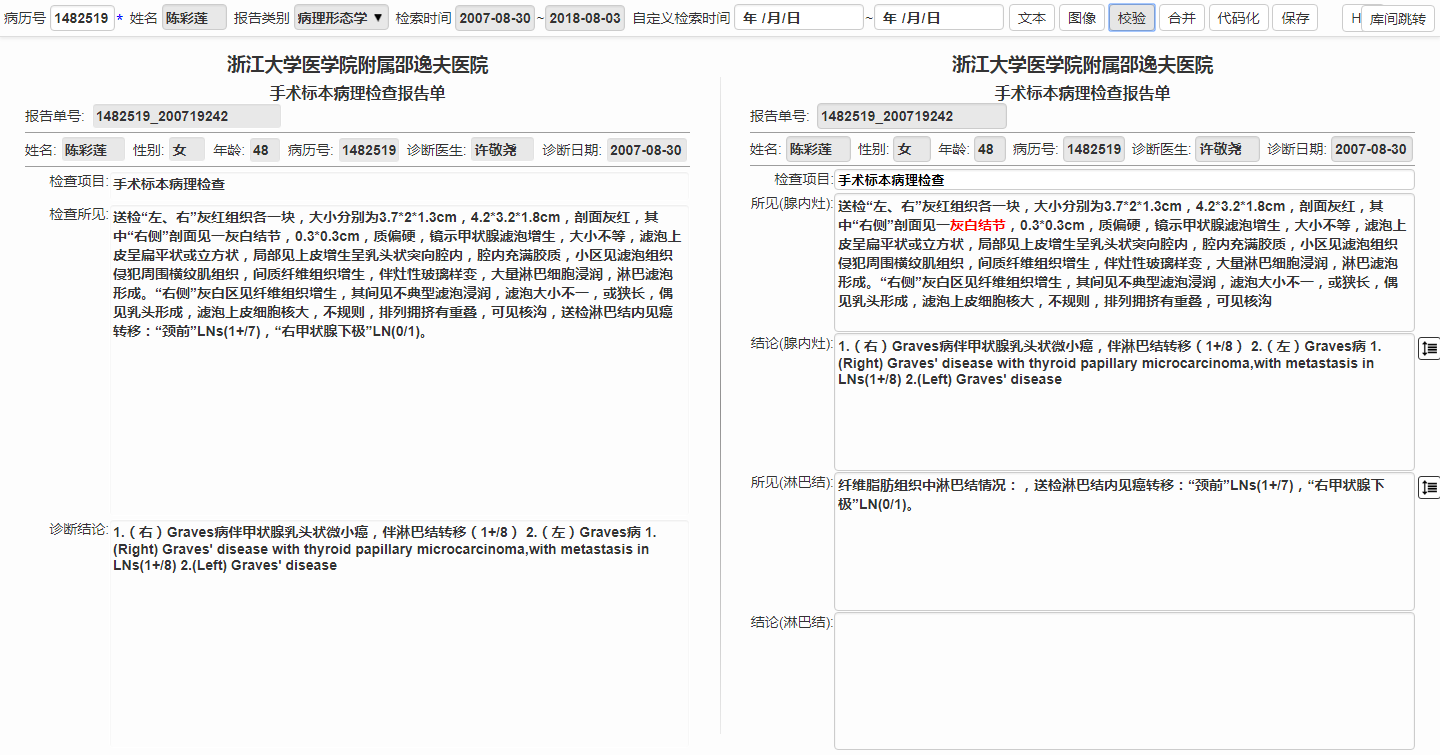 病历号 1482519 * 姓名 陈彩莲 报告类别 病理形态学 ▼ 检索时间 2007-08-30 ~ 2018-08-03 自定义检索时间 年 /月/日 ~ 年 /月/日 文本 图像 校验 合并 代码化 保存 H 库间跳转
浙江大学医学院附属邵逸夫医院
手术标本病理检查报告单
报告单号: 1482519_200719242
姓名: 陈彩莲 性别: 女 年龄: 48 病历号: 1482519 诊断医生: 许敬尧 诊断日期: 2007-08-30
检查项目: 手术标本病理检查
检查所见: 送检“左、右”灰红组织各一块，大小分别为3.7*2*1.3cm，4.2*3.2*1.8cm，剖面灰红，其
中“右侧”剖面见一灰白结节，0.3*0.3cm，质偏硬，镜示甲状腺滤泡增生，大小不等，滤泡上
皮呈扁平状或立方状，局部见上皮增生呈乳头状突向腔内，腔内充满胶质，小区见滤泡组织
侵犯周围横纹肌组织，间质纤维组织增生，伴灶性玻璃样变，大量淋巴细胞浸润，淋巴滤泡
形成。“右侧”灰白区见纤维组织增生，其间见不典型滤泡浸润，滤泡大小不一，或狭长，偶
见乳头形成，滤泡上皮细胞核大，不规则，排列拥挤有重叠，可见核沟，送检淋巴结内见癌
转移：“颈前”LNs(1+/7)，“右甲状腺下极”LN(0/1)。
诊断结论: 1.（右）Graves病伴甲状腺乳头状微小癌，伴淋巴结转移（1+/8） 2.（左）Graves病 1.
(Right) Graves' disease with thyroid papillary microcarcinoma,with metastasis in
LNs(1+/8) 2.(Left) Graves' disease
浙江大学医学院附属邵逸夫医院
手术标本病理检查报告单
报告单号: 1482519_200719242
姓名: 陈彩莲 性别: 女 年龄: 48 病历号: 1482519 诊断医生: 许敬尧 诊断日期: 2007-08-30
检查项目: 手术标本病理检查
所见(腺内灶): 送检“左、右”灰红组织各一块，大小分别为3.7*2*1.3cm，4.2*3.2*1.8cm，剖面灰红，其
中“右侧”剖面见一灰白结节，0.3*0.3cm，质偏硬，镜示甲状腺滤泡增生，大小不等，滤泡上
皮呈扁平状或立方状，局部见上皮增生呈乳头状突向腔内，腔内充满胶质，小区见滤泡组织
侵犯周围横纹肌组织，间质纤维组织增生，伴灶性玻璃样变，大量淋巴细胞浸润，淋巴滤泡
形成。“右侧”灰白区见纤维组织增生，其间见不典型滤泡浸润，滤泡大小不一，或狭长，偶
见乳头形成，滤泡上皮细胞核大，不规则，排列拥挤有重叠，可见核沟
结论(腺内灶): 1.（右）Graves病伴甲状腺乳头状微小癌，伴淋巴结转移（1+/8） 2.（左）Graves病 1.
(Right) Graves' disease with thyroid papillary microcarcinoma,with metastasis in
LNs(1+/8) 2.(Left) Graves' disease
所见(淋巴结): 纤维脂肪组织中淋巴结情况：，送检淋巴结内见癌转移：“颈前”LNs(1+/7)，“右甲状腺下
极”LN(0/1)。
结论(淋巴结):